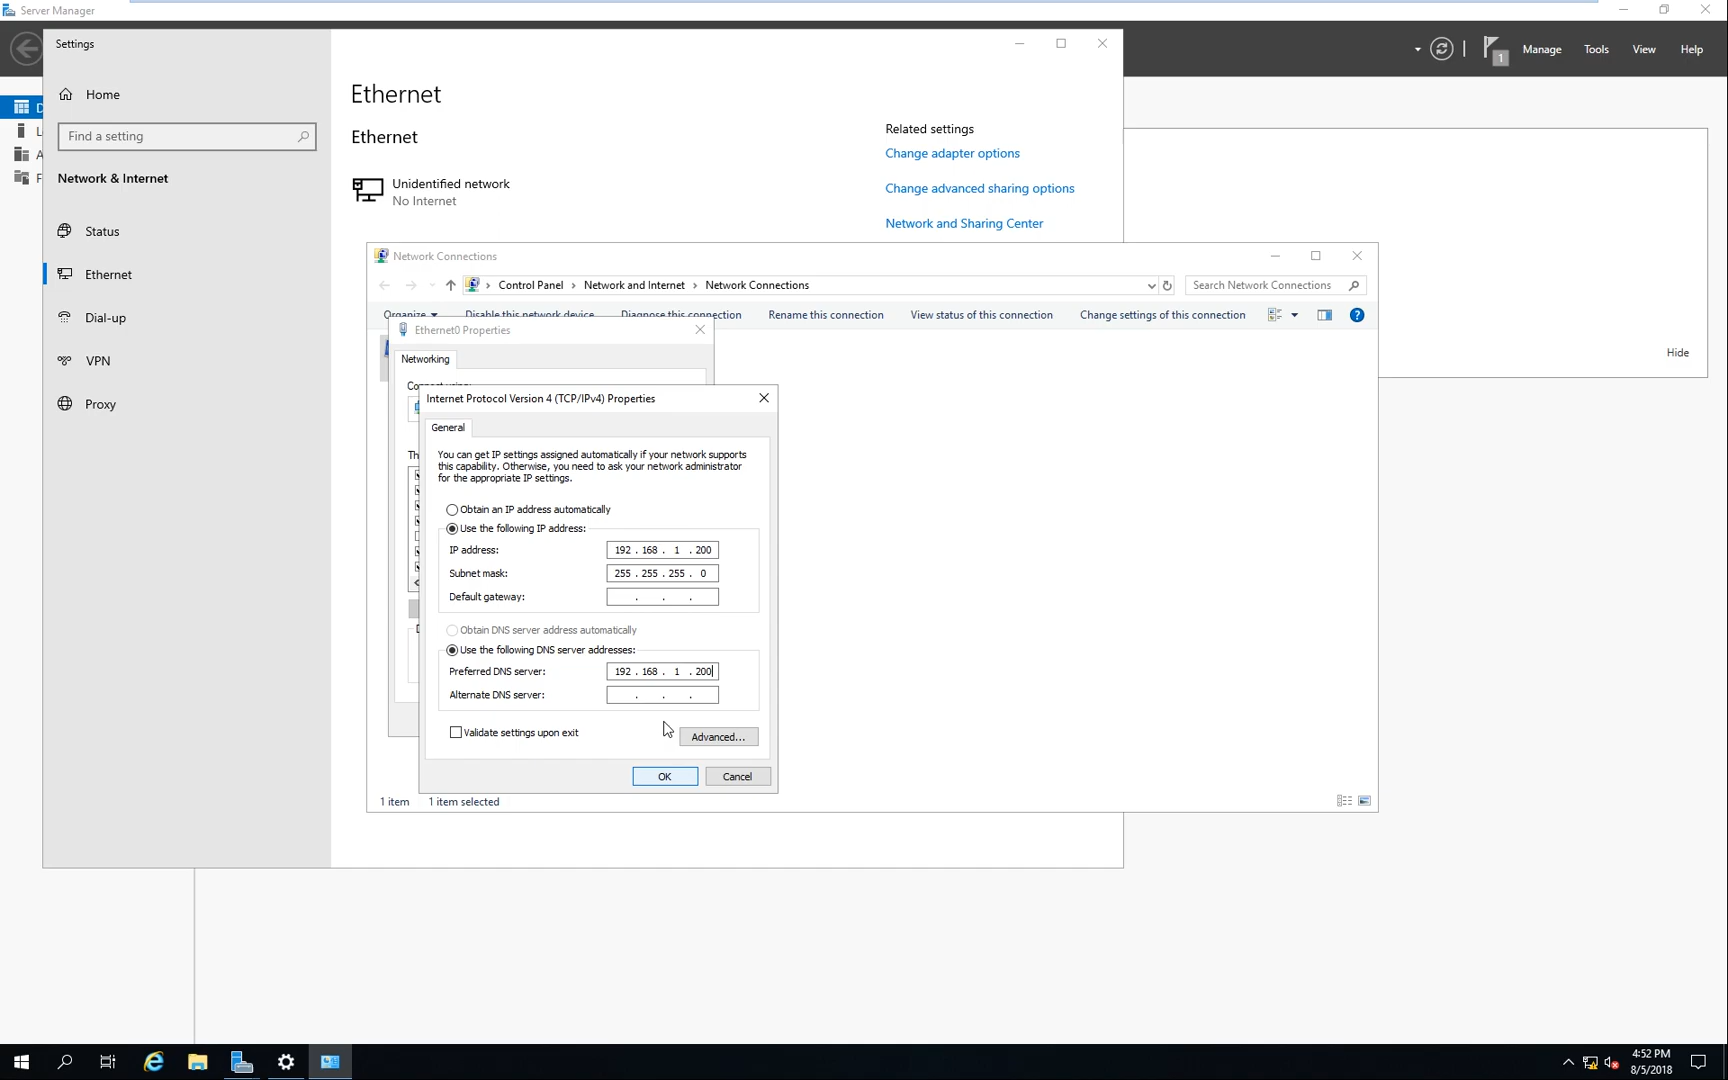 Server Manager
Settings
1
Manage
Tools
View
Help
Home
Find a setting
Network & Internet
Status
Ethernet
Dial-up
VPN
Proxy
Ethernet
Ethernet
Unidentified network
No Internet
Related settings
Change adapter options
Change advanced sharing options
Network and Sharing Center
Hide
Network Connections
Control Panel
Network and Internet
Network Connections
Search Network Connections
Organize
Disable this network device
Diagnose this connection
Rename this connection
View status of this connection
Change settings of this connection
Ethernet0 Properties
Networking
Connect using:
Internet Protocol Version 4 (TCP/IPv4) Properties
General
You can get IP settings assigned automatically if your network supports
this capability. Otherwise, you need to ask your network administrator
for the appropriate IP settings.
Obtain an IP address automatically
Use the following IP address:
IP address:
192 . 168 . 1 . 200
Subnet mask:
255 . 255 . 255 . 0
Default gateway:
. . .
Obtain DNS server address automatically
Use the following DNS server addresses:
Preferred DNS server:
192 . 168 . 1 . 200
Alternate DNS server:
. . .
Validate settings upon exit
Advanced...
OK
Cancel
1 item
1 item selected
4:52 PM
8/5/2018